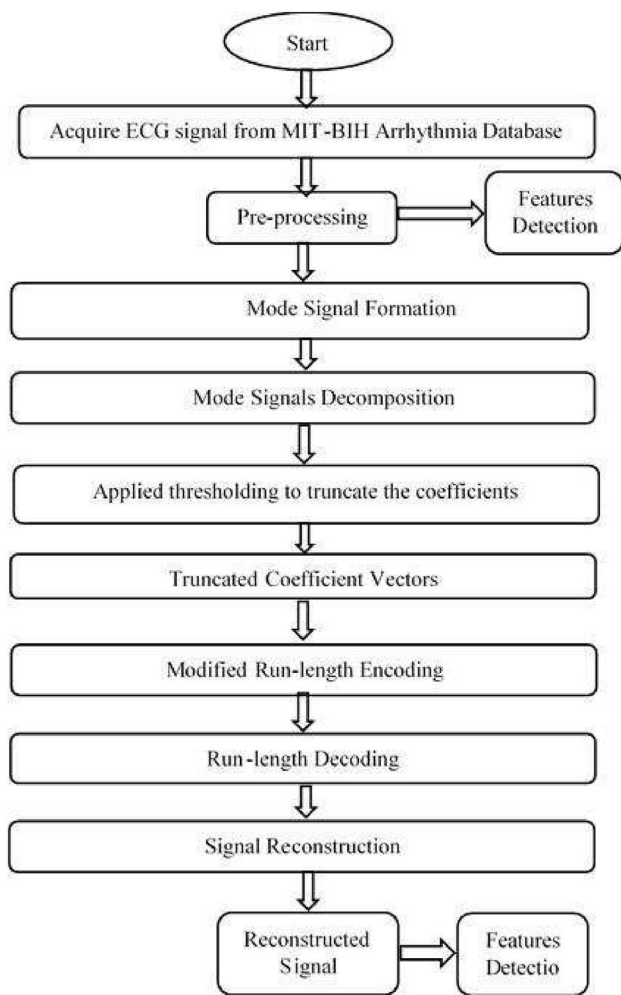 Start
Acquire ECG signal from MIT-BIH Arrhythmia Database
Pre-processing
Features
Detection
Mode Signal Formation
Mode Signals Decomposition
Applied thresholding to truncate the coefficients
Truncated Coefficient Vectors
Modified Run-length Encoding
Run-length Decoding
Signal Reconstruction
Reconstructed
Signal
Features
Detectio